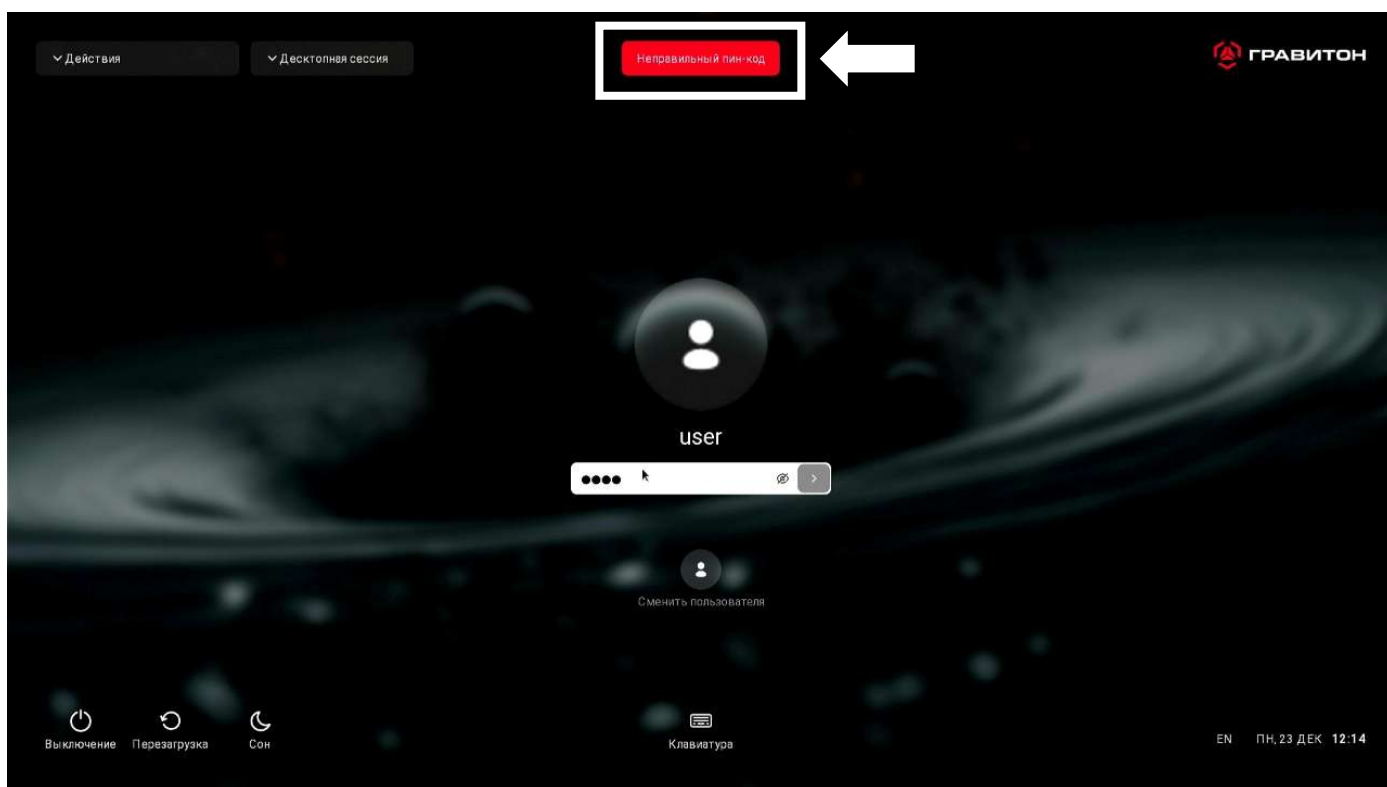 Действия
Десктопная сессия
Неправильный пин-код
ГРАВИТОН
user
Сменить пользователя
Выключение
Перезагрузка
Сон
Клавиатура
EN ПН, 23 ДЕК 12:14